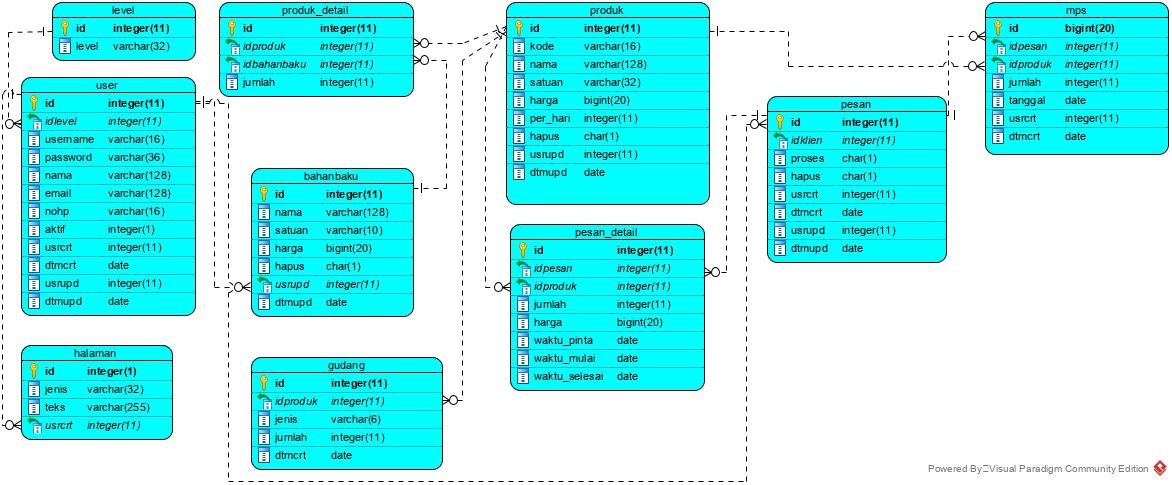 level
id integer(11)
level varchar(32)
user
id integer(11)
idlevel integer(11)
username varchar(16)
password varchar(36)
nama varchar(128)
email varchar(128)
nohp varchar(16)
aktif integer(1)
usrcrt integer(11)
dtmcrt date
usrupd integer(11)
dtmupd date
halaman
id integer(1)
jenis varchar(32)
teks varchar(255)
usrcrt integer(11)
produk_detail
id integer(11)
idproduk integer(11)
idbahanbaku integer(11)
jumlah integer(11)
bahanbaku
id integer(11)
nama varchar(128)
satuan varchar(10)
harga bigint(20)
hapus char(1)
usrupd integer(11)
dtmupd date
gudang
id integer(11)
idproduk integer(11)
jenis varchar(6)
jumlah integer(11)
dtmcrt date
produk
id integer(11)
kode varchar(16)
nama varchar(128)
satuan varchar(32)
harga bigint(20)
per_hari integer(11)
hapus char(1)
usrupd integer(11)
dtmupd date
pesan_detail
id integer(11)
idpesan integer(11)
idproduk integer(11)
jumlah integer(11)
harga bigint(20)
waktu_pinta date
waktu_mulai date
waktu_selesai date
pesan
id integer(11)
idklien integer(11)
proses char(1)
hapus char(1)
usrcrt integer(11)
dtmcrt date
usrupd integer(11)
dtmupd date
mps
id bigint(20)
idpesan integer(11)
idproduk integer(11)
jumlah integer(11)
tanggal date
usrcrt integer(11)
dtmcrt date
Powered By Visual Paradigm Community Edition